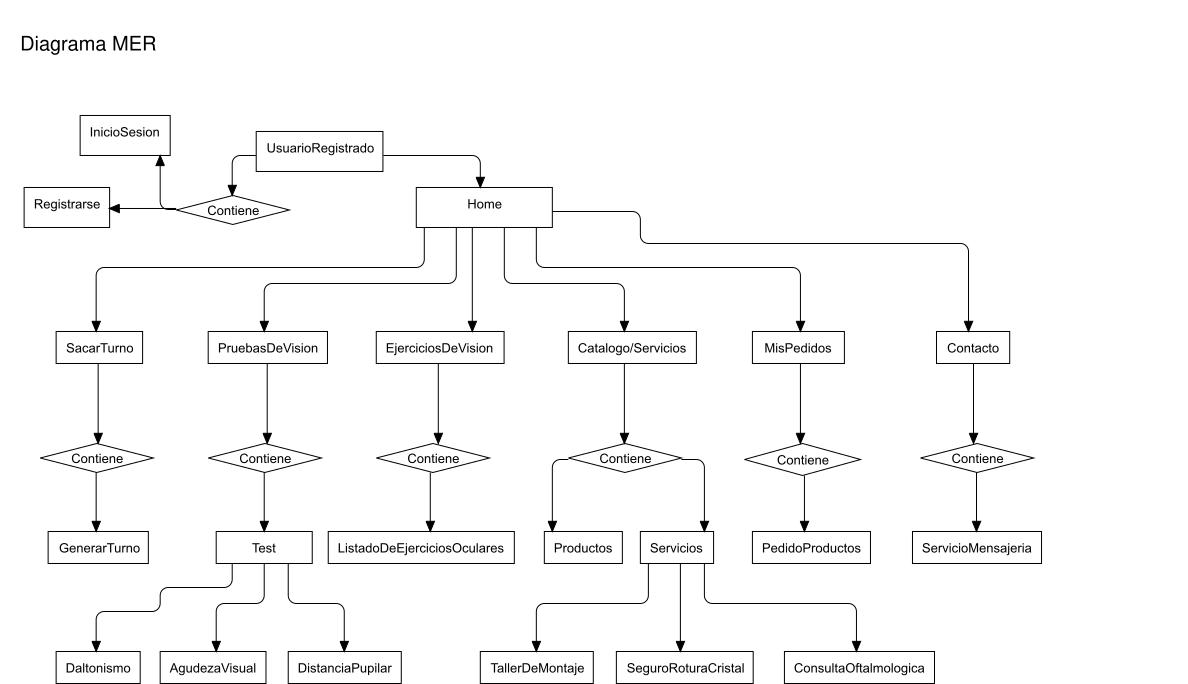 Diagrama MER
InicioSesion
UsuarioRegistrado
Registrarse
Contiene
Home
SacarTurno
PruebasDeVision
EjerciciosDeVision
Catalogo/Servicios
MisPedidos
Contacto
Contiene
Contiene
Contiene
Contiene
Contiene
Contiene
GenerarTurno
Test
ListadoDeEjerciciosOculares
Productos
Servicios
PedidoProductos
ServicioMensajeria
Daltonismo
AgudezaVisual
DistanciaPupilar
TallerDeMontaje
SeguroRoturaCristal
ConsultaOftalmologica